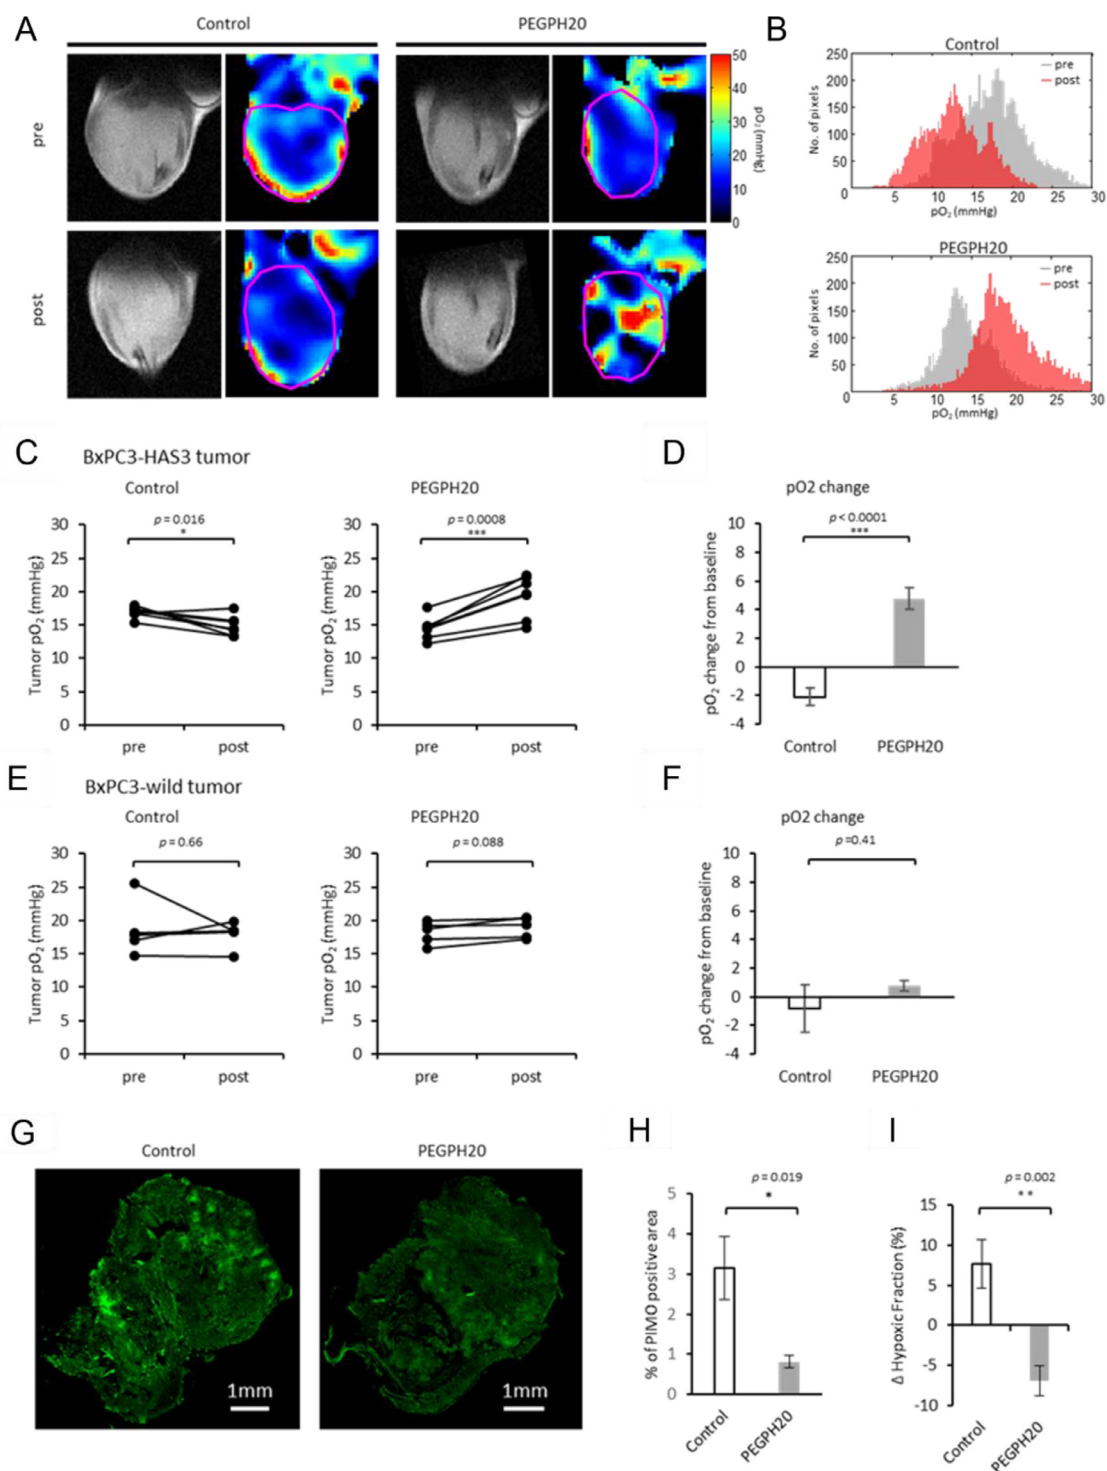 A
Control
PEGPH20
B
pre
post
50
40
30
20
10
0
pO₂ (mmHg)
Control
pre
post
No. of pixels
250
200
150
100
50
0
5 10 15 20 25 30
pO₂ (mmHg)
PEGPH20
pre
post
No. of pixels
250
200
150
100
50
0
5 10 15 20 25 30
pO₂ (mmHg)
C
BxPC3-HAS3 tumor
Control
p = 0.016
*
Tumor pO₂ (mmHg)
30
25
20
15
10
5
0
pre post
PEGPH20
p = 0.0008
***
Tumor pO₂ (mmHg)
30
25
20
15
10
5
0
pre post
D
pO2 change
p < 0.0001
***
pO₂ change from baseline
10
8
6
4
2
0
-2
-4
Control PEGPH20
E
BxPC3-wild tumor
Control
p = 0.66
Tumor pO₂ (mmHg)
30
25
20
15
10
5
0
pre post
PEGPH20
p = 0.088
Tumor pO₂ (mmHg)
30
25
20
15
10
5
0
pre post
F
pO2 change
p =0.41
pO₂ change from baseline
10
8
6
4
2
0
-2
-4
Control PEGPH20
G
Control
PEGPH20
1mm
1mm
H
p = 0.019
*
% of PIMO positive area
5
4
3
2
1
0
Control
PEGPH20
I
p = 0.002
**
Δ Hypoxic Fraction (%)
15
10
5
0
-5
-10
Control
PEGPH20